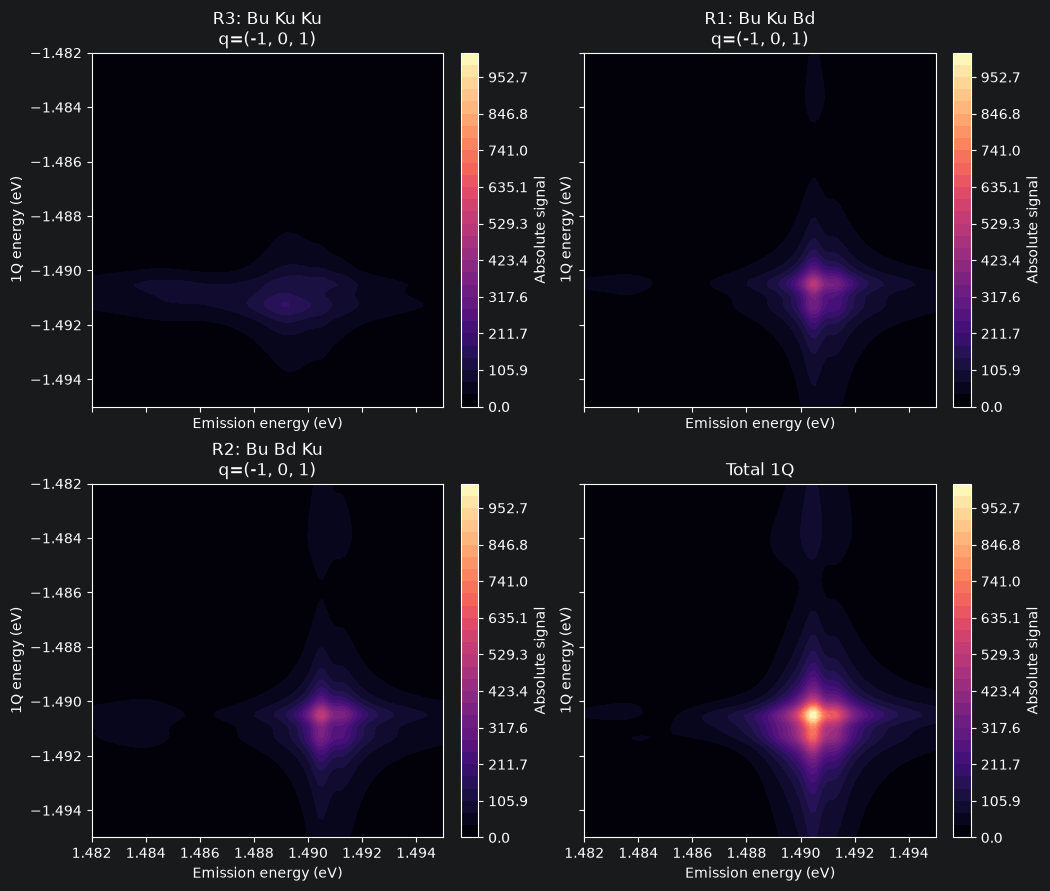 R3: Bu Ku Ku
q=(-1, 0, 1)
−1.482
−1.484
−1.486
−1.488
−1.490
−1.492
−1.494
1Q energy (eV)
Emission energy (eV)
952.7
846.8
741.0
635.1
529.3
423.4
317.6
211.7
105.9
0.0
Absolute signal
R1: Bu Ku Bd
q=(-1, 0, 1)
1Q energy (eV)
Emission energy (eV)
952.7
846.8
741.0
635.1
529.3
423.4
317.6
211.7
105.9
0.0
Absolute signal
R2: Bu Bd Ku
q=(-1, 0, 1)
−1.482
−1.484
−1.486
−1.488
−1.490
−1.492
−1.494
1Q energy (eV)
1.482 1.484 1.486 1.488 1.490 1.492 1.494
Emission energy (eV)
952.7
846.8
741.0
635.1
529.3
423.4
317.6
211.7
105.9
0.0
Absolute signal
Total 1Q
1Q energy (eV)
1.482 1.484 1.486 1.488 1.490 1.492 1.494
Emission energy (eV)
952.7
846.8
741.0
635.1
529.3
423.4
317.6
211.7
105.9
0.0
Absolute signal